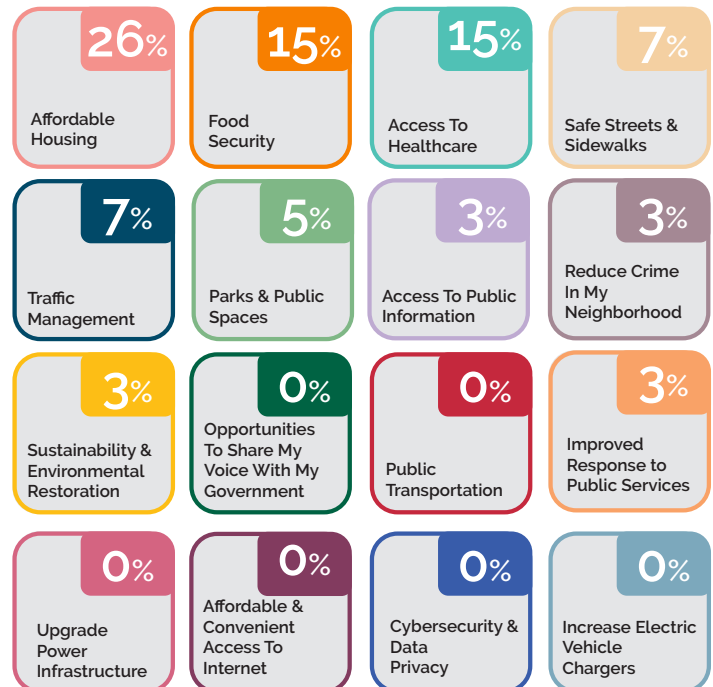 26%
Affordable
Housing
15%
Food
Security
15%
Access To
Healthcare
7%
Safe Streets &
Sidewalks
7%
Traffic
Management
5%
Parks & Public
Spaces
3%
Access To Public
Information
3%
Reduce Crime
In My
Neighborhood
3%
Sustainability &
Environmental
Restoration
0%
Opportunities
To Share My
Voice With My
Government
0%
Public
Transportation
3%
Improved
Response to
Public Services
0%
Upgrade
Power
Infrastructure
0%
Affordable &
Convenient
Access To
Internet
0%
Cybersecurity &
Data
Privacy
0%
Increase Electric
Vehicle
Chargers